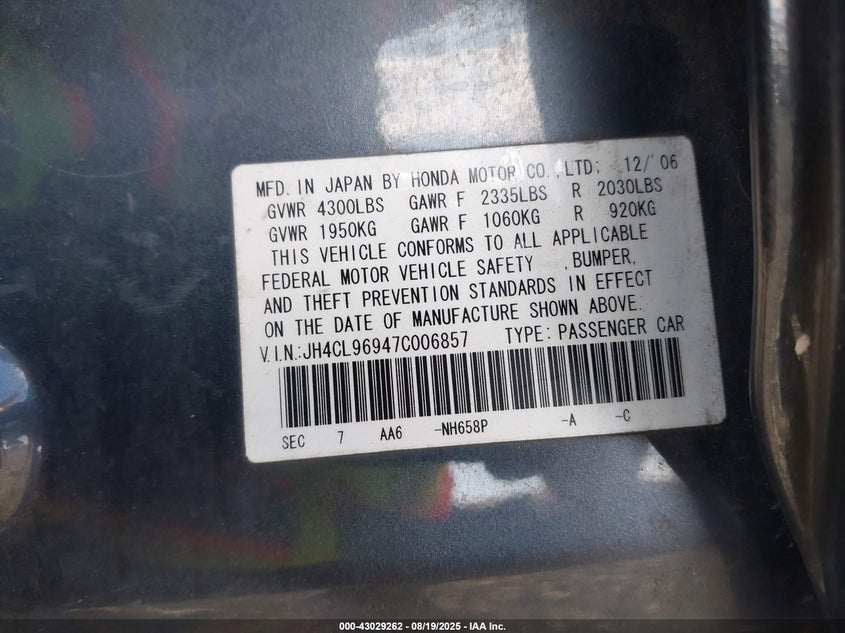 MFD. IN JAPAN BY HONDA MOTOR CO.,LTD; 12/'06
GVWR 4300LBS GAWR F 2335LBS R 2030LBS
GVWR 1950KG GAWR F 1060KG R 920KG
THIS VEHICLE CONFORMS TO ALL APPLICABLE
FEDERAL MOTOR VEHICLE SAFETY ,BUMPER,
AND THEFT PREVENTION STANDARDS IN EFFECT
ON THE DATE OF MANUFACTURE SHOWN ABOVE.
V.I.N.:JH4CL96947C006857 TYPE: PASSENGER CAR
SEC 7 AA6 -NH658P -A -C
000-43029262 - 08/19/2025 - IAA Inc.